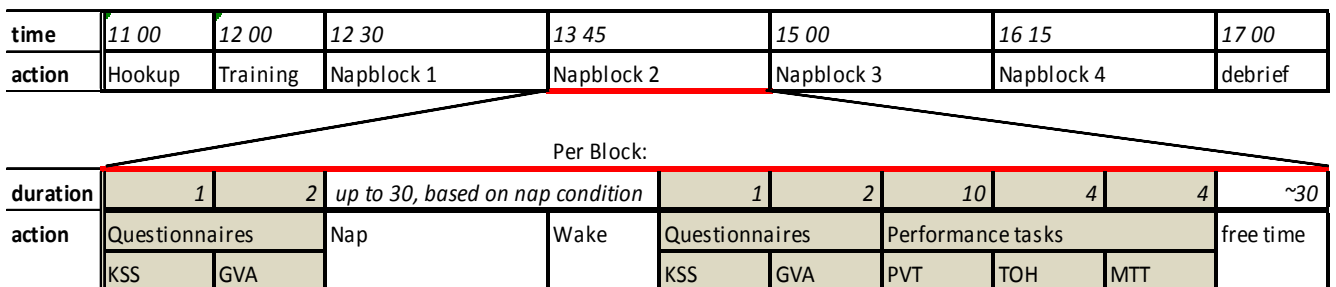 time 11 00 12 00 12 30 13 45 15 00 16 15 17 00
action Hookup Training Napblock 1 Napblock 2 Napblock 3 Napblock 4 debrief
Per Block:
duration 1 2 up to 30, based on nap condition 1 2 10 4 4 ~30
action Questionnaires Nap Wake Questionnaires Performance tasks free time
KSS GVA KSS GVA PVT TOH MTT